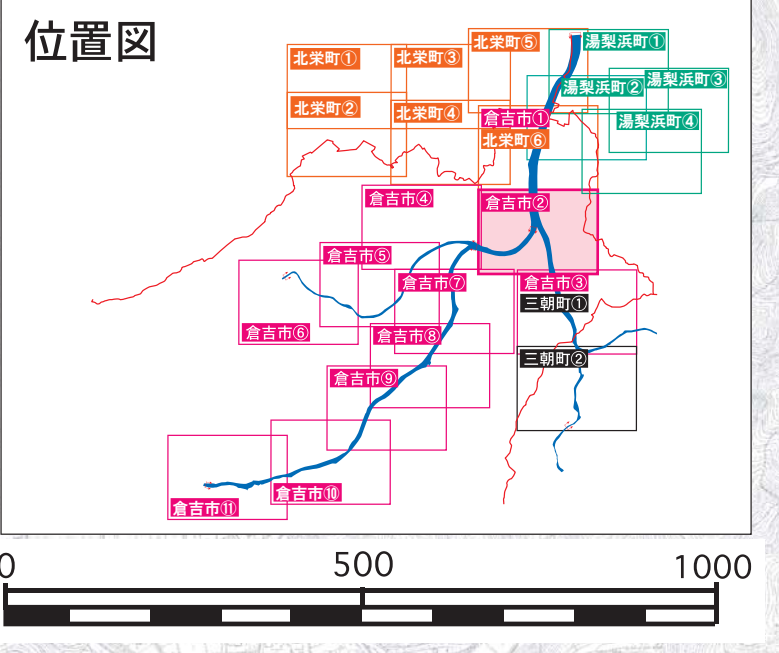 位置図
北栄町⑤
湯梨浜町①
北栄町①
北栄町③
湯梨浜町③
湯梨浜町②
北栄町②
北栄町④
倉吉市①
湯梨浜町④
北栄町⑥
倉吉市④
倉吉市②
倉吉市⑤
倉吉市⑦
倉吉市③
三朝町①
倉吉市⑥
倉吉市⑧
三朝町②
倉吉市⑨
倉吉市⑩
倉吉市⑪
0 500 1000